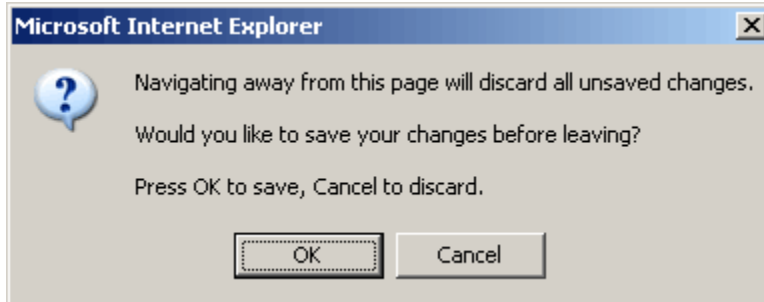 Microsoft Internet Explorer
Navigating away from this page will discard all unsaved changes.
Would you like to save your changes before leaving?
Press OK to save, Cancel to discard.
OK
Cancel